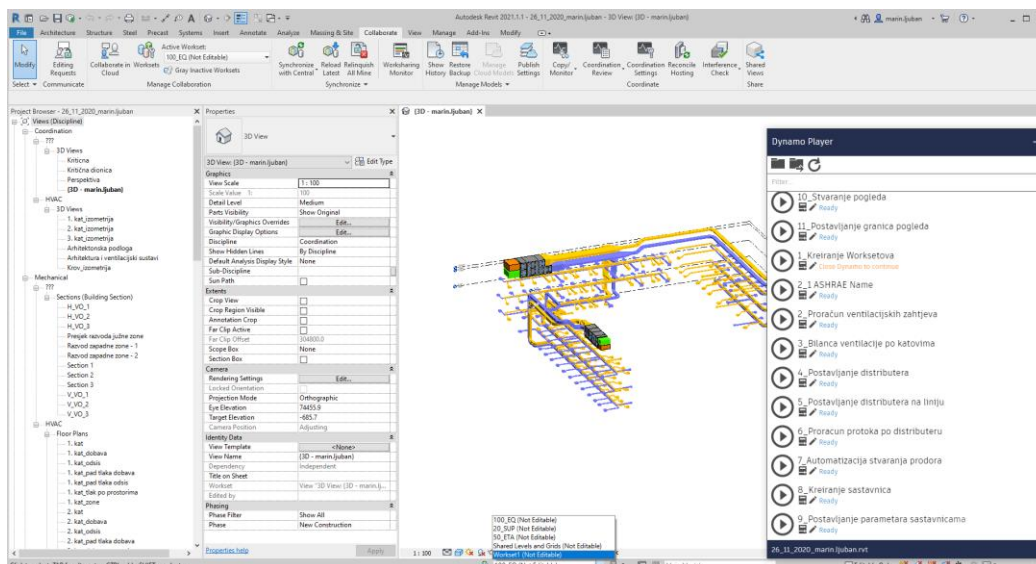 Autodesk Revit 2021.1.1 - 26_11_2020_marin.ljuban - 3D View: {3D - marin.ljuban}
marin.ljuban
File Architecture Structure Steel Precast Systems Insert Annotate Analyze Massing & Site Collaborate View Manage Add-Ins Modify
Modify
Editing Requests
Collaborate in Cloud
Worksets
Active Workset:
100_EQ (Not Editable)
Gray Inactive Worksets
Synchronize with Central
Reload Latest
Relinquish All Mine
Worksharing Monitor
Show History
Restore Backup
Manage Cloud Models
Publish Settings
Copy/ Monitor
Coordination Review
Coordination Settings
Reconcile Hosting
Interference Check
Shared Views
Select Communicate Manage Collaboration Synchronize Manage Models Coordinate Share
Project Browser - 26_11_2020_marin.ljuban
Views (Discipline)
Coordination
???
3D Views
Kriticna
Kritična dionica
Perspektiva
{3D - marin.ljuban}
HVAC
3D Views
1. kat_izometrija
2. kat_izometrija
3. kat_izometrija
Arhitektonska podloga
Arhitektura i ventilacijski sustavi
Krov_izometrija
Mechanical
???
Sections (Building Section)
H_VO_1
H_VO_2
H_VO_3
Presjek razvoda južne zone
Razvod zapadne zone - 1
Razvod zapadne zone - 2
Section 1
Section 2
Section 3
V_VO_1
V_VO_2
V_VO_3
HVAC
Floor Plans
1. kat
1. kat_dobava
1. kat_odsis
1. kat_pad tlaka dobava
1. kat_pad tlaka odsis
1. kat_tlak po prostorima
1. kat_zone
2. kat
2. kat_dobava
2. kat_odsis
2. kat_pad tlaka dobava
Properties
3D View
3D View: {3D - marin.ljuban} Edit Type
Graphics
View Scale 1 : 100
Scale Value 1: 100
Detail Level Medium
Parts Visibility Show Original
Visibility/Graphics Overrides Edit...
Graphic Display Options Edit...
Discipline Coordination
Show Hidden Lines By Discipline
Default Analysis Display Style None
Sub-Discipline
Sun Path
Extents
Crop View
Crop Region Visible
Annotation Crop
Far Clip Active
Far Clip Offset 304800.0
Scope Box None
Section Box
Camera
Rendering Settings Edit...
Locked Orientation
Projection Mode Orthographic
Eye Elevation 74455.9
Target Elevation -685.7
Camera Position Adjusting
Identity Data
View Template <None>
View Name {3D - marin.ljuban}
Dependency Independent
Title on Sheet
Workset View "3D View: {3D - marin.lj...
Edited by
Phasing
Phase Filter Show All
Phase New Construction
Properties help Apply
{3D - marin.ljuban}
100_EQ (Not Editable)
20_SUP (Not Editable)
50_ETA (Not Editable)
Shared Levels and Grids (Not Editable)
Workset1 (Not Editable)
1 : 100
Dynamo Player
Filter...
10_Stvaranje pogleda
Ready
11_Postavljanje granica pogleda
Ready
1_Kreiranje Worksetova
Close Dynamo to continue
2_1 ASHRAE Name
Ready
2_Proračun ventilacijskih zahtjeva
Ready
3_Bilanca ventilacije po katovima
Ready
4_Postavljanje distributera
Ready
5_Postavljanje distributera na liniju
Ready
6_Proracun protoka po distributeru
Ready
7_Automatizacija stvaranja prodora
Ready
8_Kreiranje sastavnica
Ready
9_Postavljanje parametara sastavnicama
Ready
26_11_2020_marin.ljuban.rvt